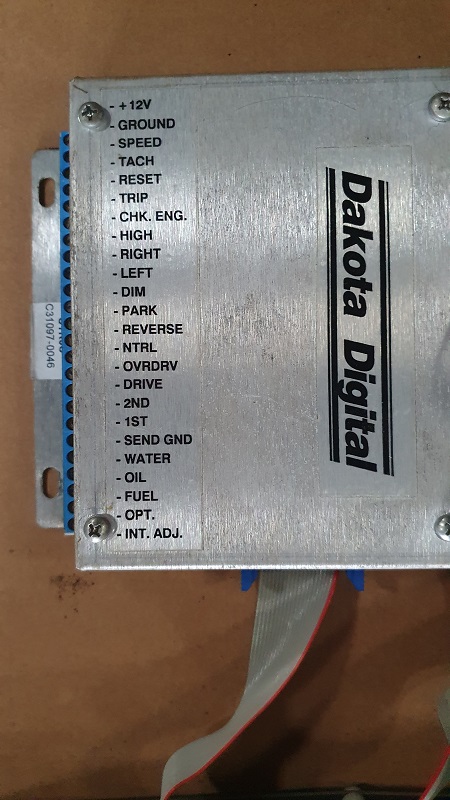 - +12V
- GROUND
- SPEED
- TACH
- RESET
- TRIP
- CHK. ENG.
- HIGH
- RIGHT
- LEFT
- DIM
- PARK
- REVERSE
- NTRL
- OVRDRV
- DRIVE
- 2ND
- 1ST
- SEND GND
- WATER
- OIL
- FUEL
- OPT.
- INT. ADJ.
Dakota Digital
C31097-0046